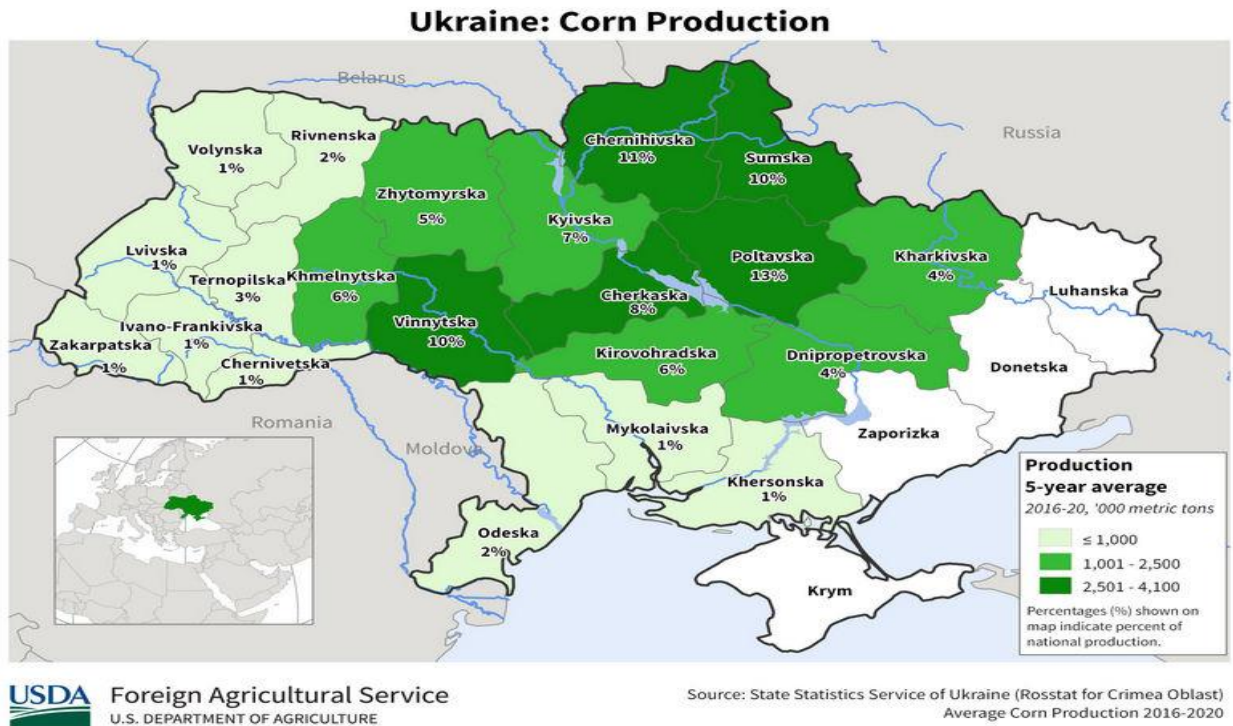 Ukraine: Corn Production
Belarus
Russia
Romania
Moldova
Volynska
1%
Rivnenska
2%
Zhytomyrska
5%
Kyivska
7%
Chernihivska
11%
Sumska
10%
Lvivska
1%
Ternopilska
3%
Khmelnytska
6%
Vinnytska
10%
Cherkaska
8%
Poltavska
13%
Kharkivska
4%
Luhanska
Ivano-Frankivska
1%
Zakarpatska
1%
Chernivetska
1%
Kirovohradska
6%
Dnipropetrovska
4%
Donetska
Mykolaivska
1%
Zaporizka
Khersonska
1%
Odeska
2%
Krym
Production
5-year average
2016-20, '000 metric tons
≤ 1,000
1,001 - 2,500
2,501 - 4,100
Percentages (%) shown on
map indicate percent of
national production.
USDA
Foreign Agricultural Service
U.S. DEPARTMENT OF AGRICULTURE
Source: State Statistics Service of Ukraine (Rosstat for Crimea Oblast)
Average Corn Production 2016-2020